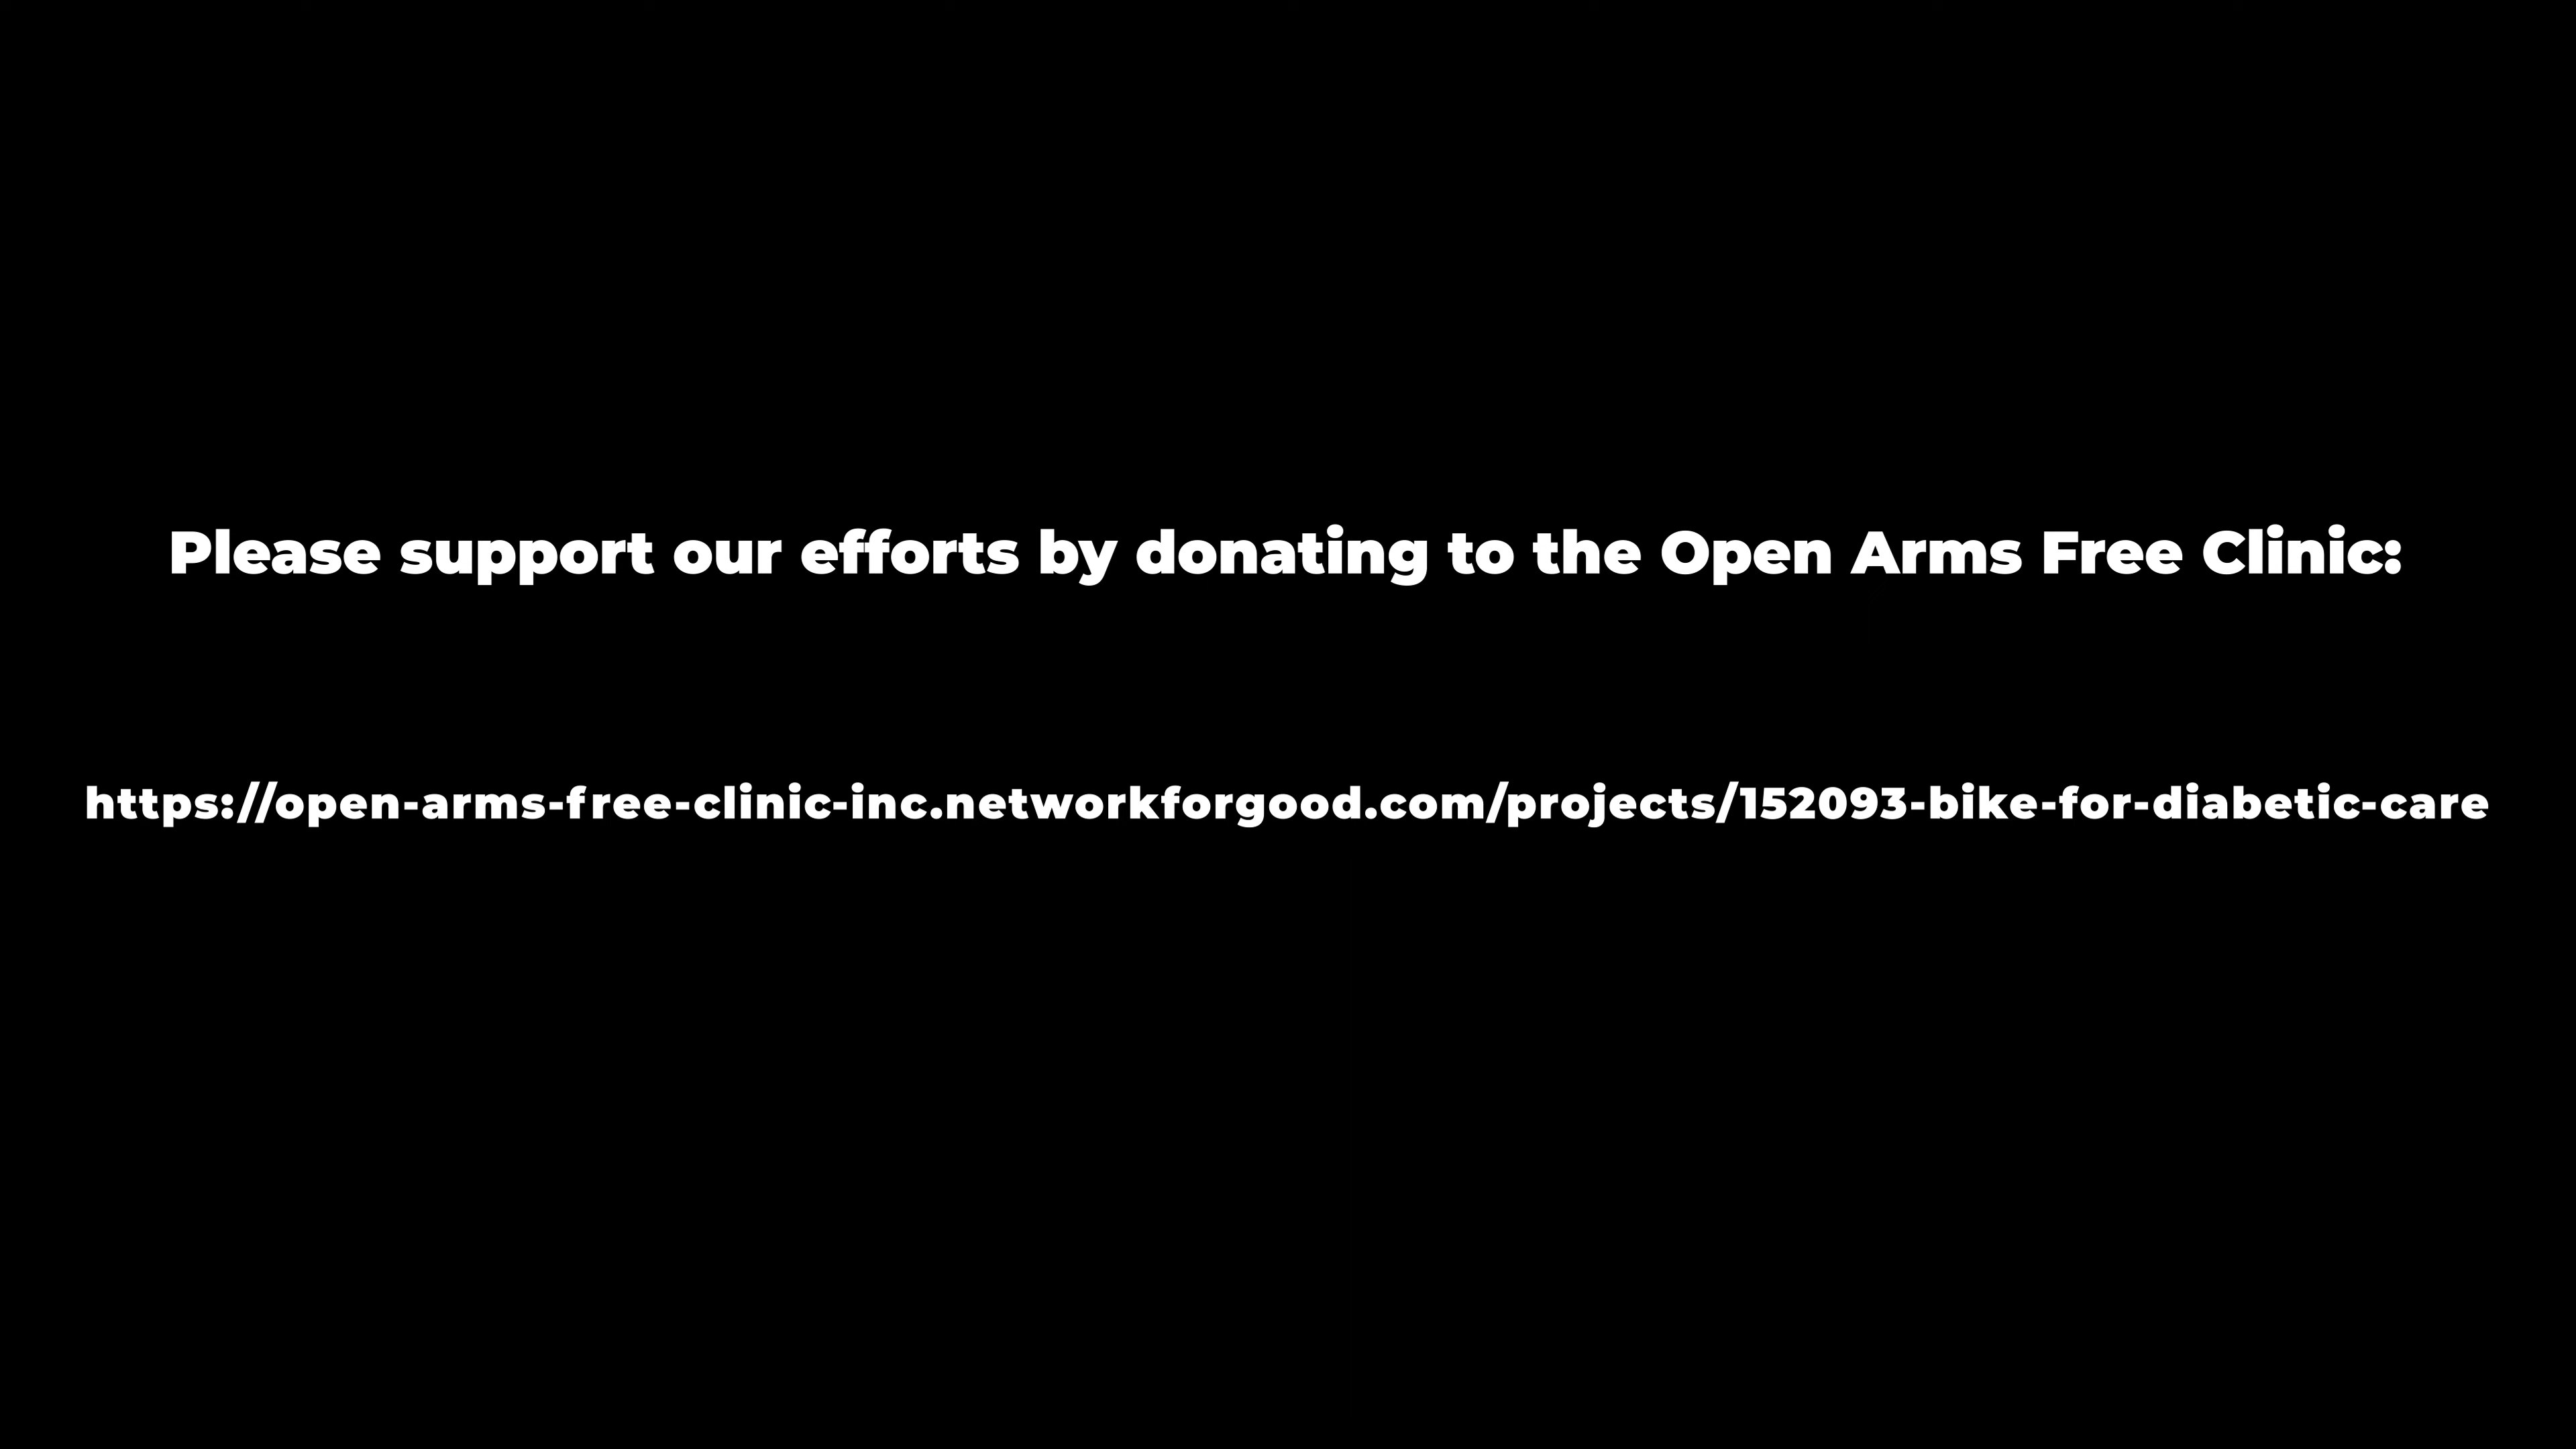 Please support our efforts by donating to the Open Arms Free Clinic:
https://open-arms-free-clinic-inc.networkforgood.com/projects/152093-bike-for-diabetic-care